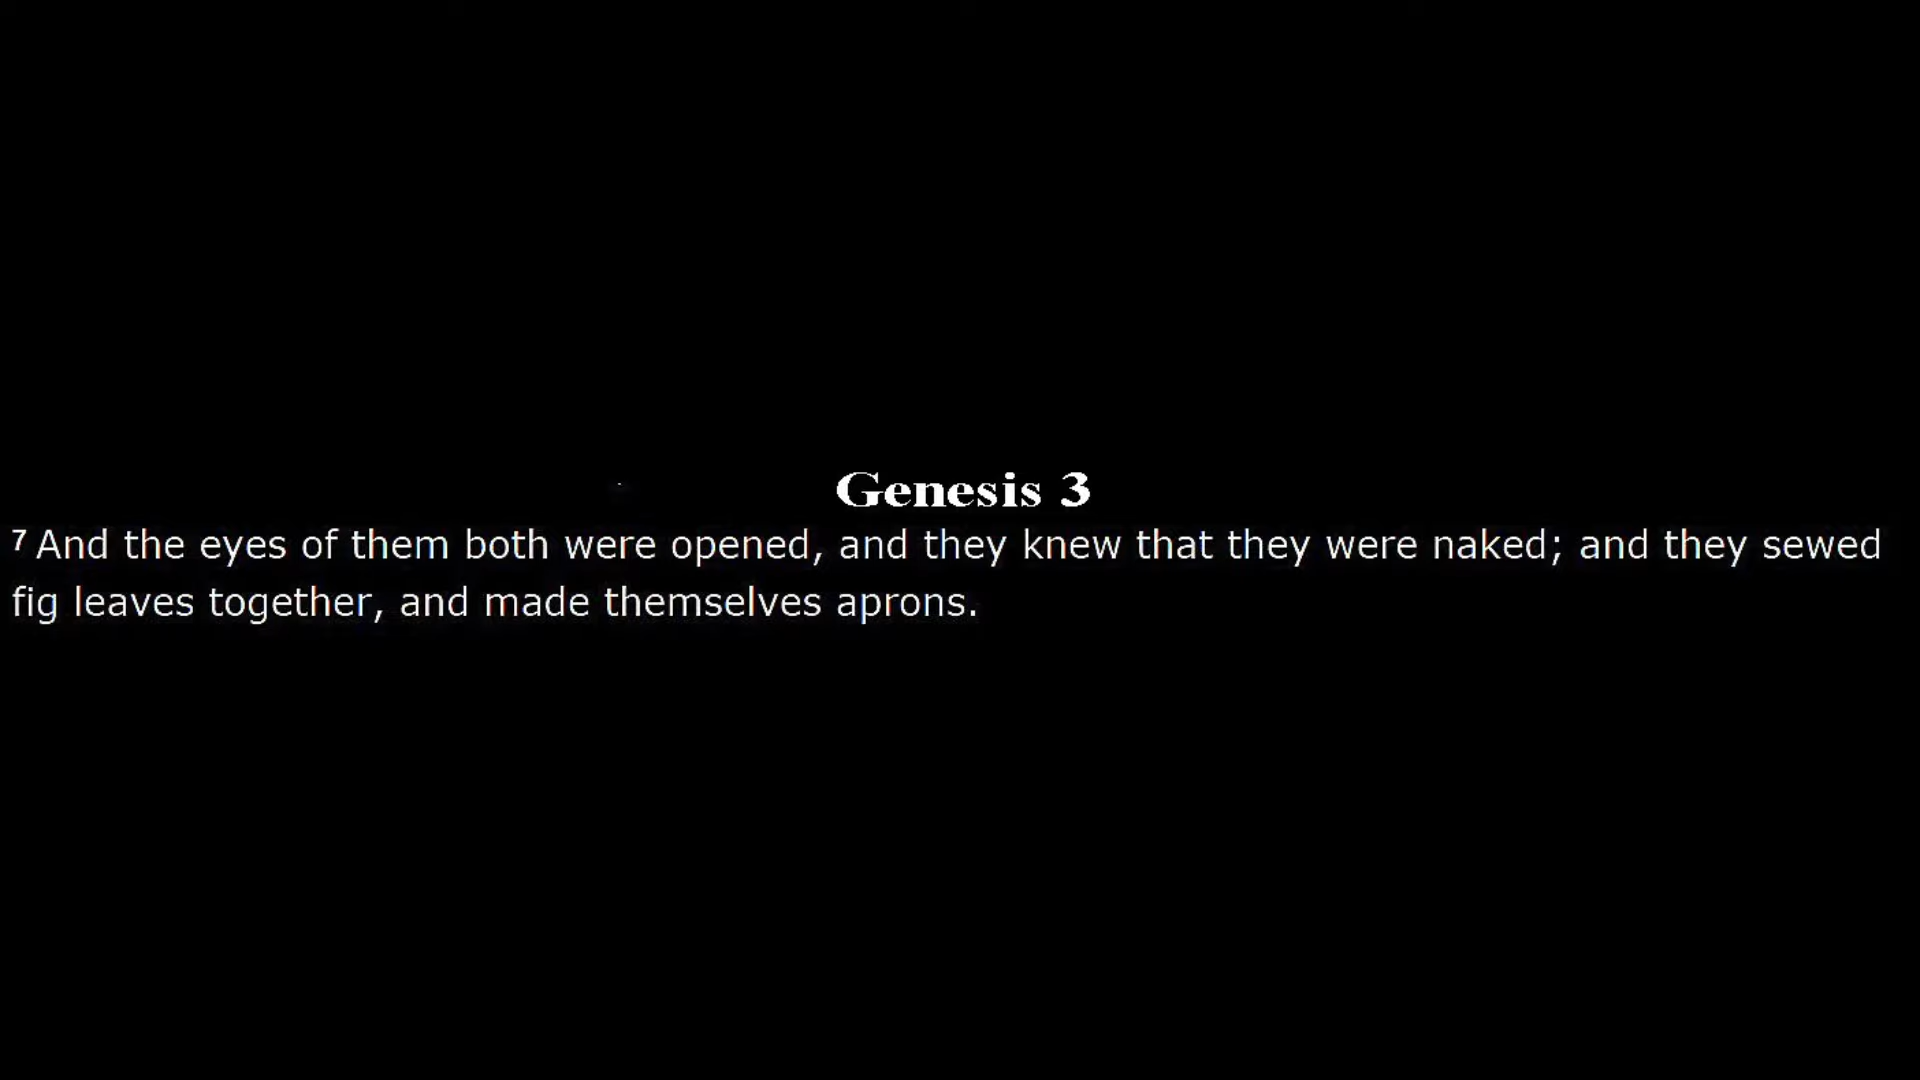 Genesis 3
7 And the eyes of them both were opened, and they knew that they were naked; and they sewed
fig leaves together, and made themselves aprons.